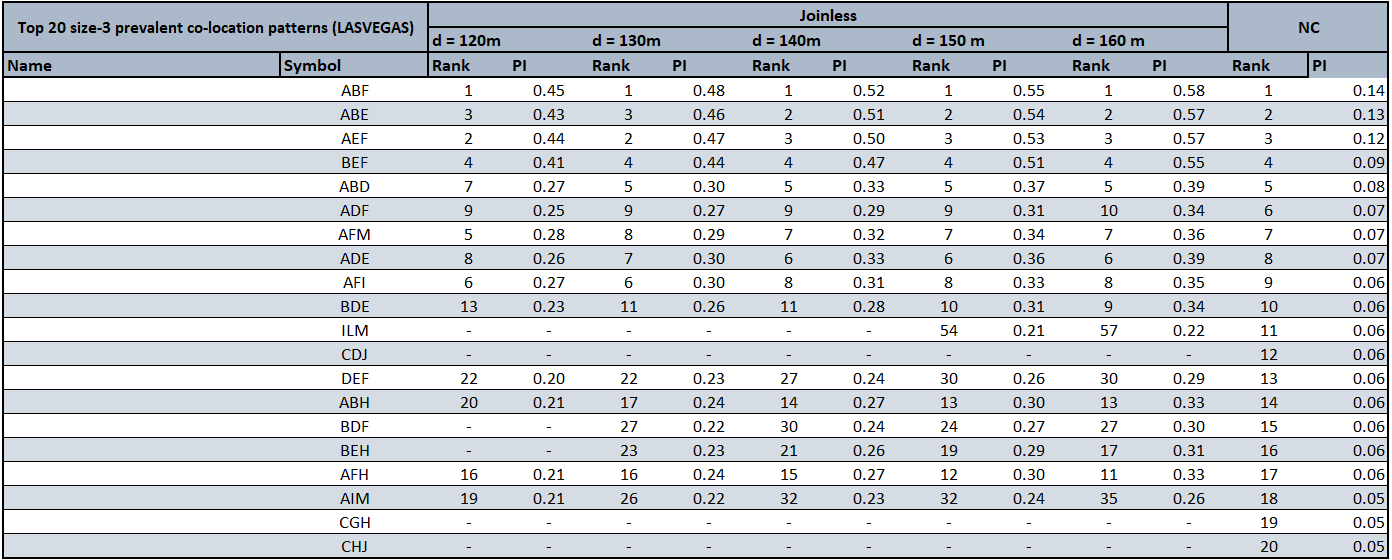 Joinless
Top 20 size-3 prevalent co-location patterns (LASVEGAS) NC
d = 120m d = 130m d = 140m d = 150 m d = 160 m
Name Symbol Rank PI Rank PI Rank PI Rank PI Rank PI Rank PI
ABF 1 0.45 1 0.48 1 0.52 1 0.55 1 0.58 1 0.14
ABE 3 0.43 3 0.46 2 0.51 2 0.54 2 0.57 2 0.13
AEF 2 0.44 2 0.47 3 0.50 3 0.53 3 0.57 3 0.12
BEF 4 0.41 4 0.44 4 0.47 4 0.51 4 0.55 4 0.09
ABD 7 0.27 5 0.30 5 0.33 5 0.37 5 0.39 5 0.08
ADF 9 0.25 9 0.27 9 0.29 9 0.31 10 0.34 6 0.07
AFM 5 0.28 8 0.29 7 0.32 7 0.34 7 0.36 7 0.07
ADE 8 0.26 7 0.30 6 0.33 6 0.36 6 0.39 8 0.07
AFI 6 0.27 6 0.30 8 0.31 8 0.33 8 0.35 9 0.06
BDE 13 0.23 11 0.26 11 0.28 10 0.31 9 0.34 10 0.06
ILM - - - - - - 54 0.21 57 0.22 11 0.06
CDJ - - - - - - - - - - 12 0.06
DEF 22 0.20 22 0.23 27 0.24 30 0.26 30 0.29 13 0.06
ABH 20 0.21 17 0.24 14 0.27 13 0.30 13 0.33 14 0.06
BDF - - 27 0.22 30 0.24 24 0.27 27 0.30 15 0.06
BEH - - 23 0.23 21 0.26 19 0.29 17 0.31 16 0.06
AFH 16 0.21 16 0.24 15 0.27 12 0.30 11 0.33 17 0.06
AIM 19 0.21 26 0.22 32 0.23 32 0.24 35 0.26 18 0.05
CGH - - - - - - - - - - 19 0.05
CHJ - - - - - - - - - - 20 0.05